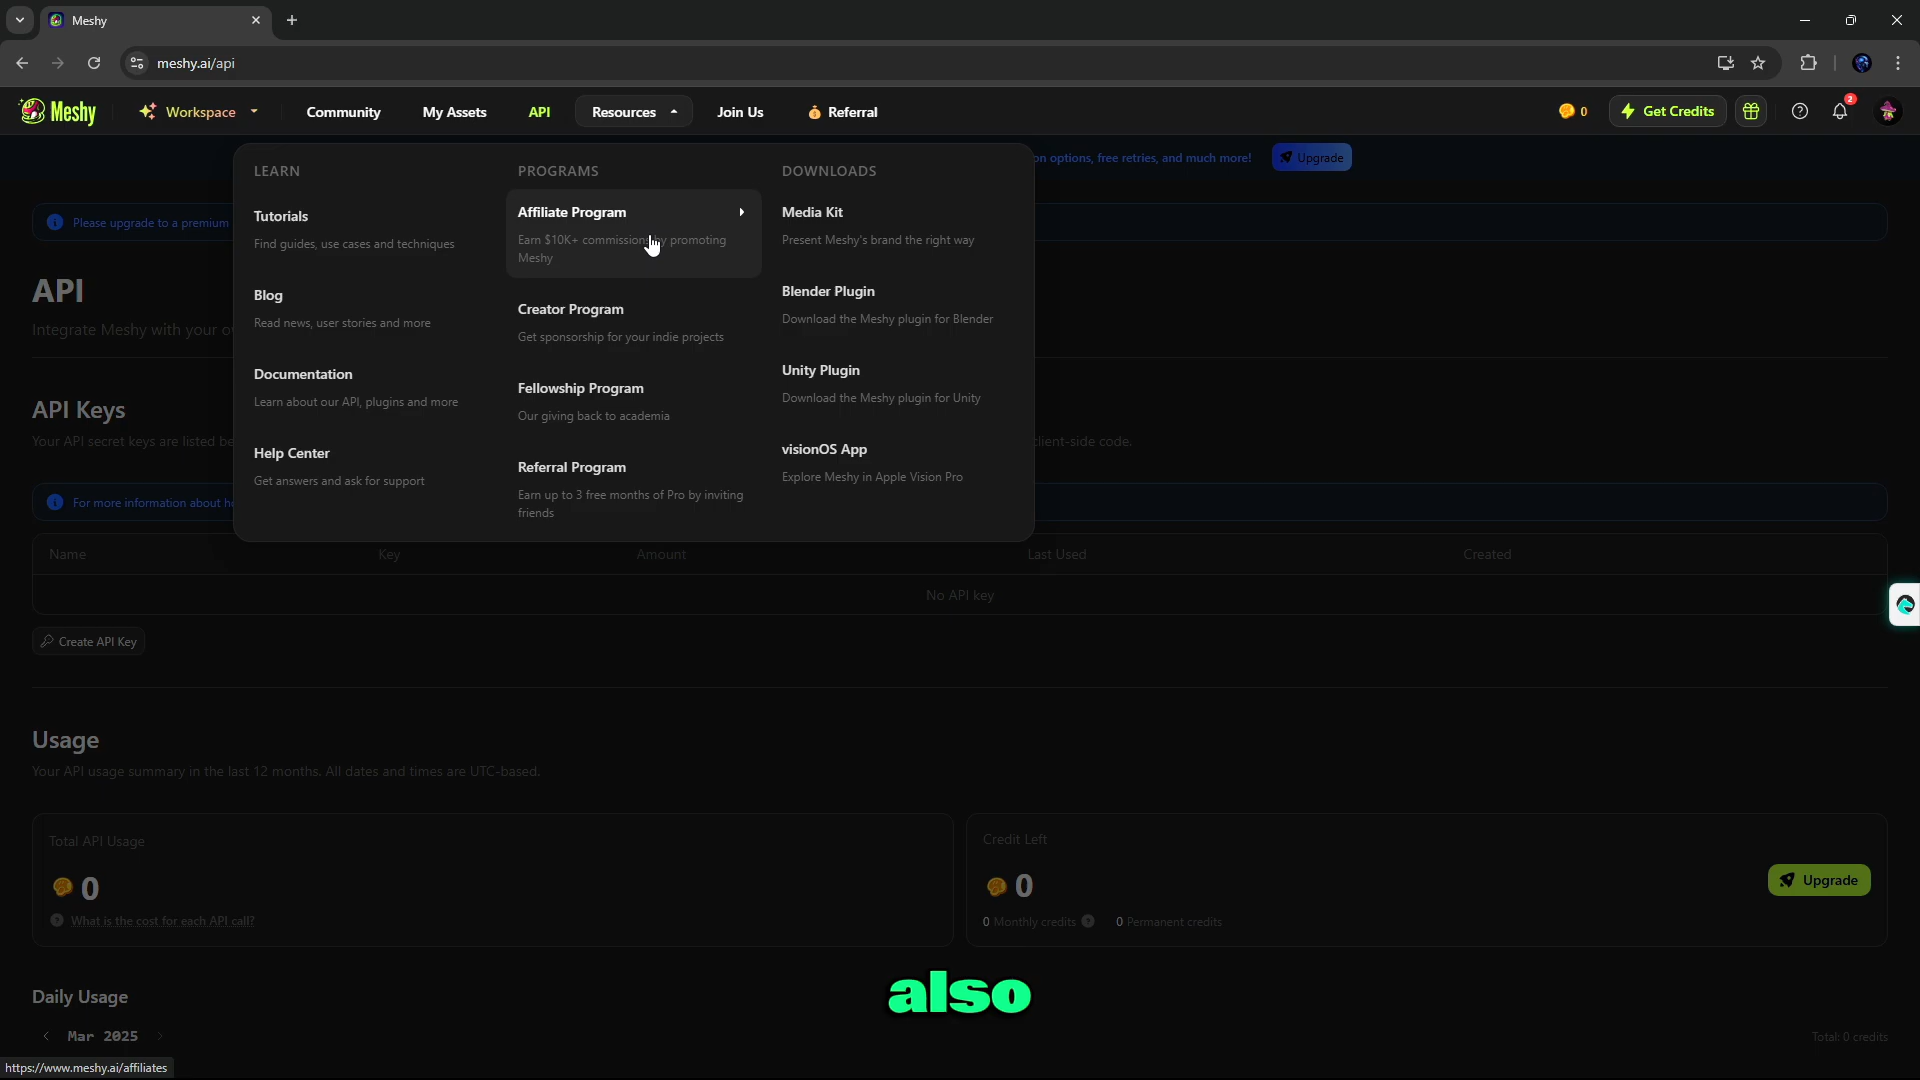 Meshy
meshy.ai/api
Meshy
Workspace
Community
My Assets
API
Resources
Join Us
Referral
0
Get Credits
2
on options, free retries, and much more!
Upgrade
LEARN
Tutorials
Find guides, use cases and techniques
Blog
Read news, user stories and more
Documentation
Learn about our API, plugins and more
Help Center
Get answers and ask for support
PROGRAMS
Affiliate Program
Earn $10K+ commissions by promoting
Meshy
Creator Program
Get sponsorship for your indie projects
Fellowship Program
Our giving back to academia
Referral Program
Earn up to 3 free months of Pro by inviting
friends
DOWNLOADS
Media Kit
Present Meshy's brand the right way
Blender Plugin
Download the Meshy plugin for Blender
Unity Plugin
Download the Meshy plugin for Unity
visionOS App
Explore Meshy in Apple Vision Pro
Please upgrade to a premium
API
Integrate Meshy with your
API Keys
Your API secret keys are listed
client-side code.
For more information about
Name Key Amount Last Used Created
No API key
Create API Key
Usage
Your API usage summary in the last 12 months. All dates and times are UTC-based.
Total API Usage
0
What is the cost for each API call?
Credit Left
0
Upgrade
0 Monthly credits
0 Permanent credits
also
Daily Usage
Mar 2025
Total: 0 credits
https://www.meshy.ai/affiliates